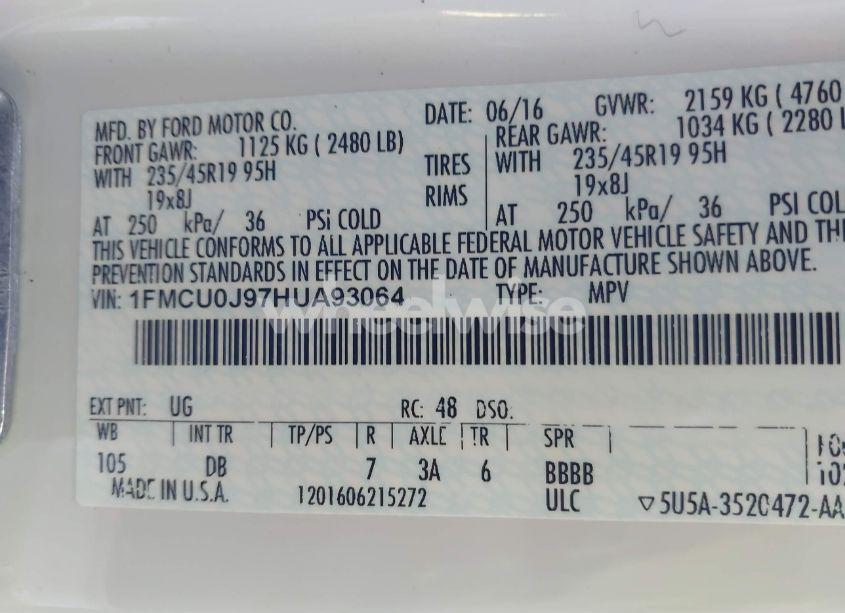 MFD. BY FORD MOTOR CO. DATE: 06/16 GVWR: 2159 KG ( 4760
FRONT GAWR: 1125 KG ( 2480 LB) REAR GAWR: 1034 KG ( 2280 L
WITH 235/45R19 95H TIRES WITH 235/45R19 95H
19x8J RIMS 19x8J
AT 250 kPa/ 36 PSi COLD AT 250 kPa/ 36 PSI COL
THIS VEHICLE CONFORMS TO ALL APPLICABLE FEDERAL MOTOR VEHICLE SAFETY AND THE
PREVENTION STANDARDS IN EFFECT ON THE DATE OF MANUFACTURE SHOWN ABOVE.
VIN: 1FMCU0J97HUA93064 TYPE: MPV
wheelwise
EXT PNT: UG RC: 48 DSO:
WB INT TR TP/PS R AXLE TR SPR
105 DB 7 3A 6 BBBB
MADE IN U.S.A. 1201606215272 ULC ▽5U5A-3520472-AA